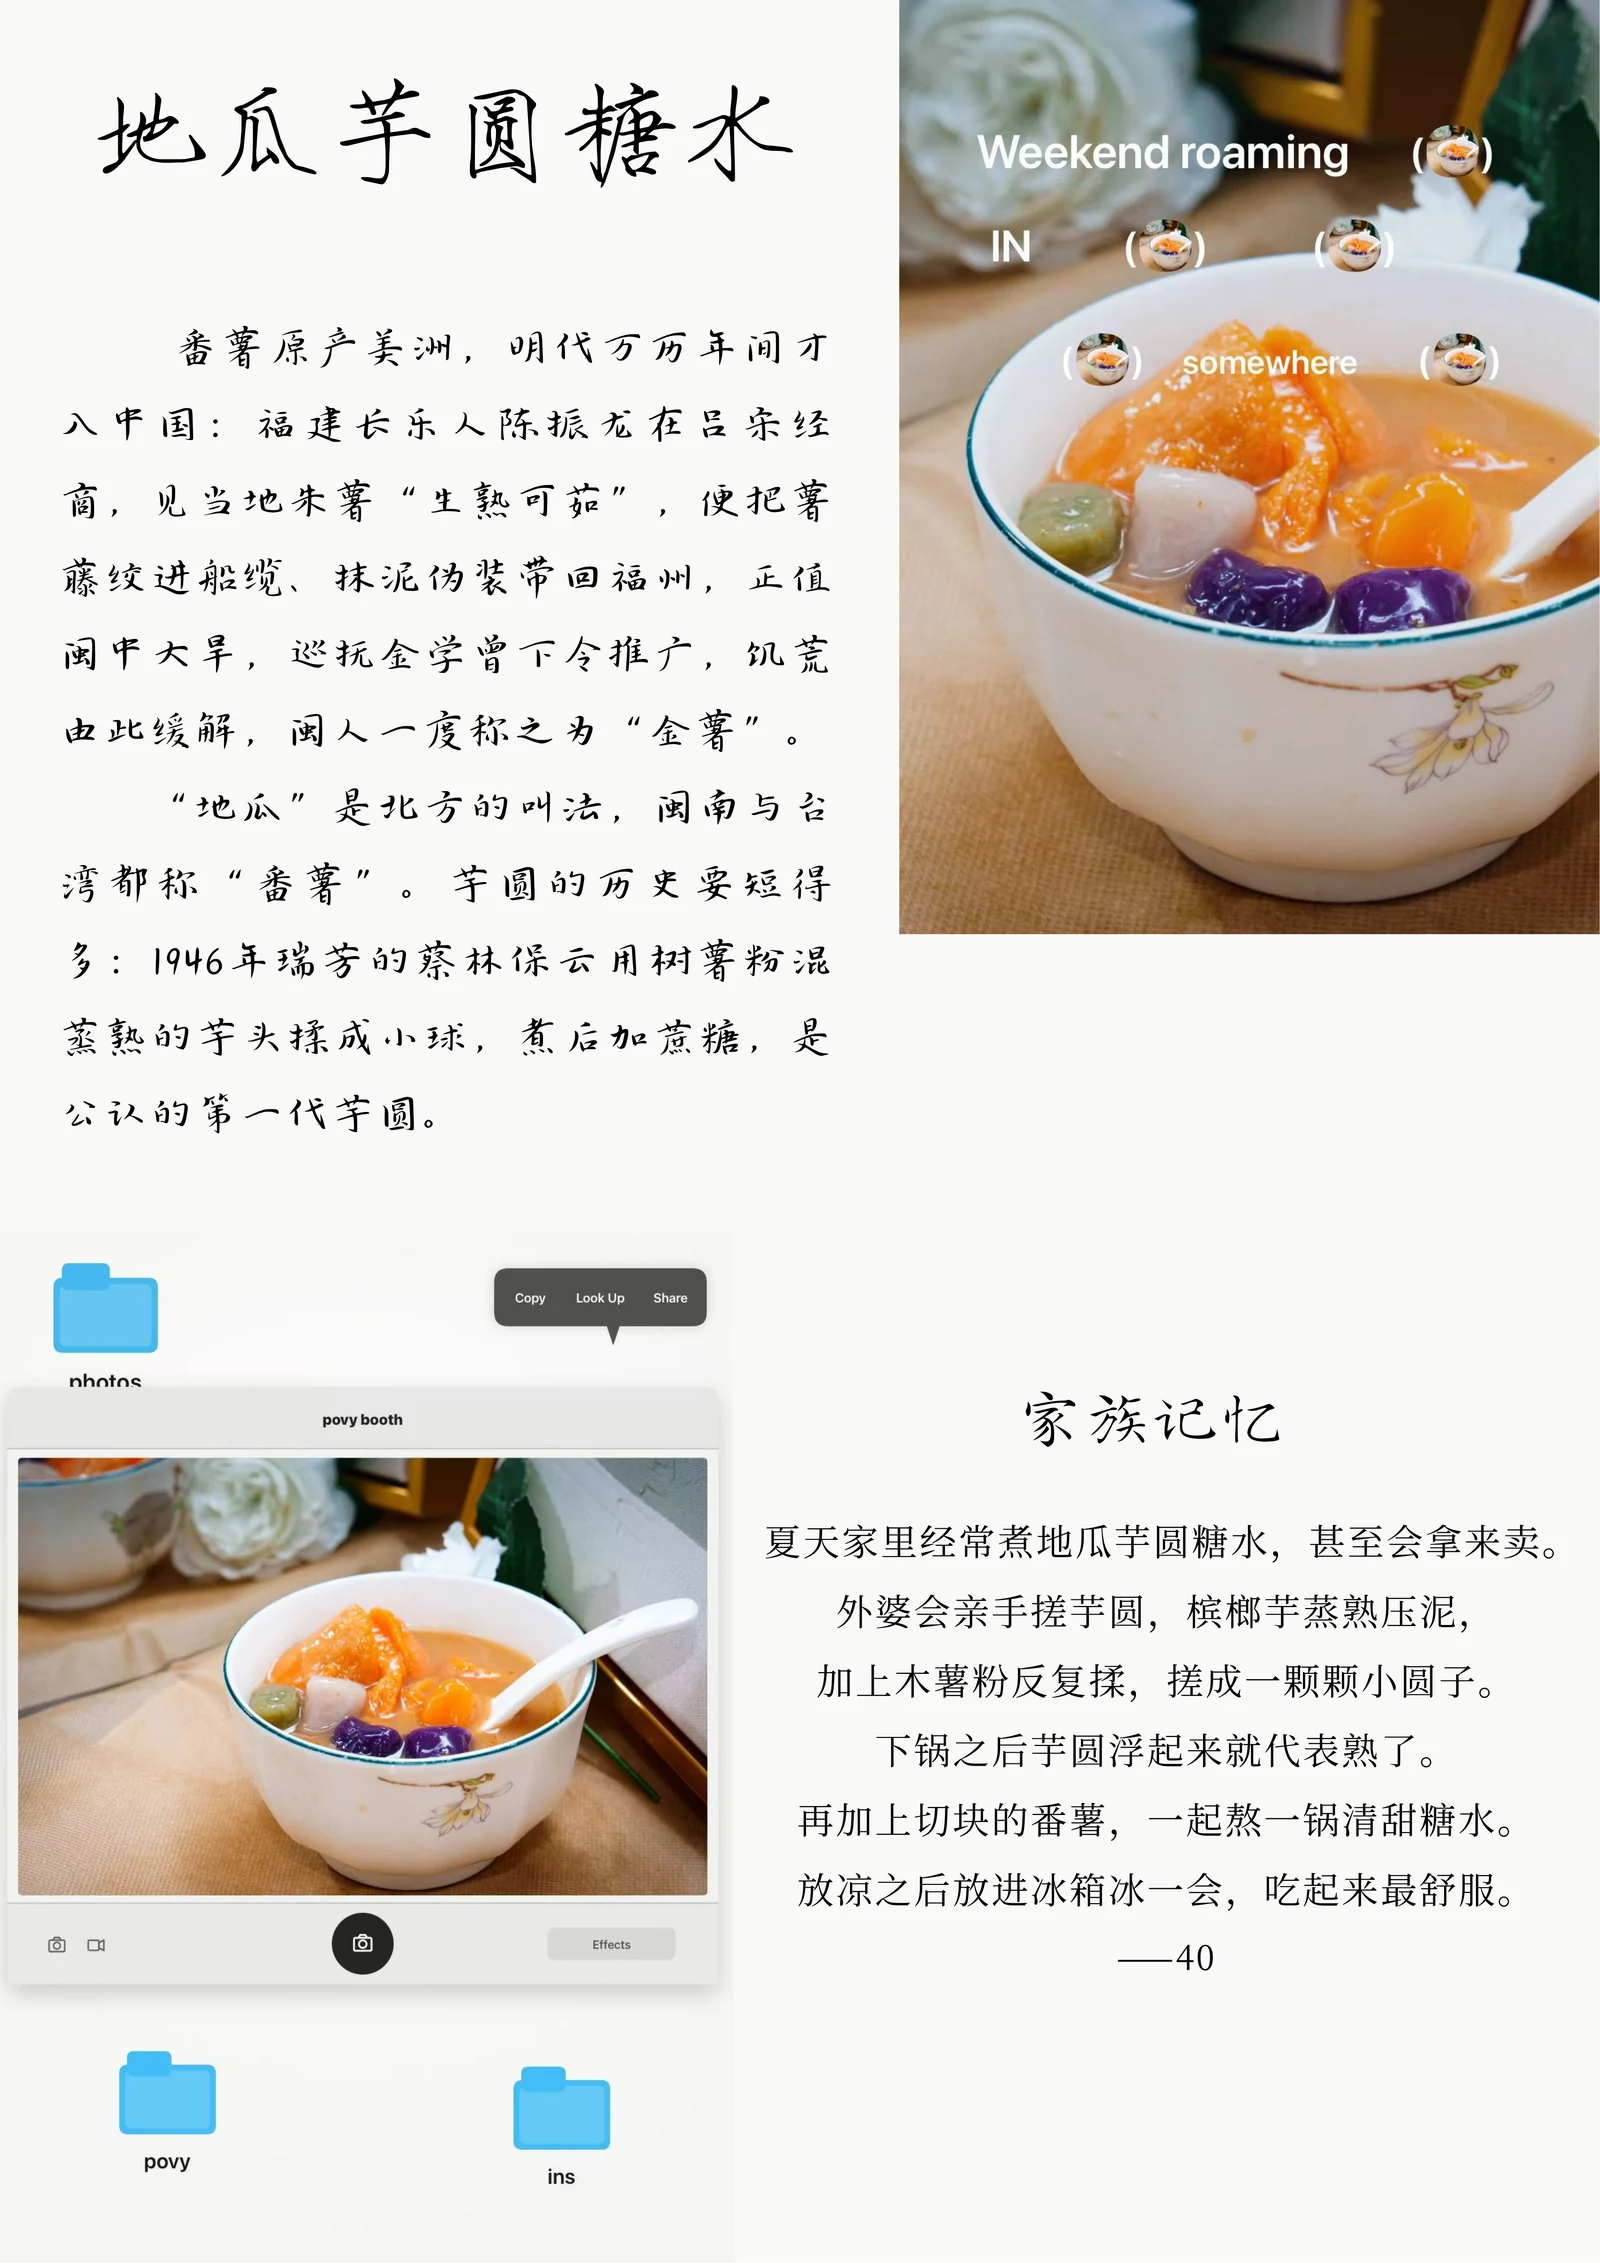 地瓜芋圆糖水
番薯原产美洲，明代万历年间才
入中国：福建长乐人陈振龙在吕宋经
商，见当地朱薯“生熟可茹”，便把薯
藤绞进船缆、抹泥伪装带回福州，正值
闽中大旱，巡抚金学曾下令推广，饥荒
由此缓解，闽人一度称之为“金薯”。
“地瓜”是北方的叫法，闽南与台
湾都称“番薯”。芋圆的历史要短得
多：1946年瑞芳的蔡林保云用树薯粉混
蒸熟的芋头揉成小球，煮后加蔗糖，是
公认的第一代芋圆。
Weekend roaming ( )
IN ( ) ( )
( ) somewhere ( )
photos
Copy Look Up Share
povy booth
Effects
povy
ins
家族记忆
夏天家里经常煮地瓜芋圆糖水，甚至会拿来卖。
外婆会亲手搓芋圆，槟榔芋蒸熟压泥，
加上木薯粉反复揉，搓成一颗颗小圆子。
下锅之后芋圆浮起来就代表熟了。
再加上切块的番薯，一起熬一锅清甜糖水。
放凉之后放进冰箱冰一会，吃起来最舒服。
——40